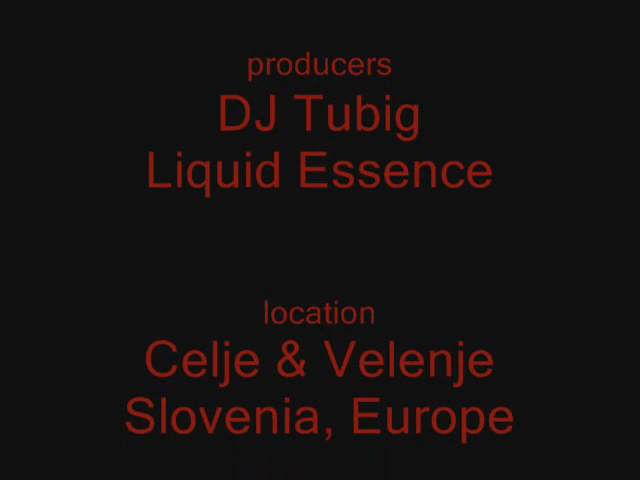 producers
DJ Tubig
Liquid Essence
location
Celje & Velenje
Slovenia, Europe